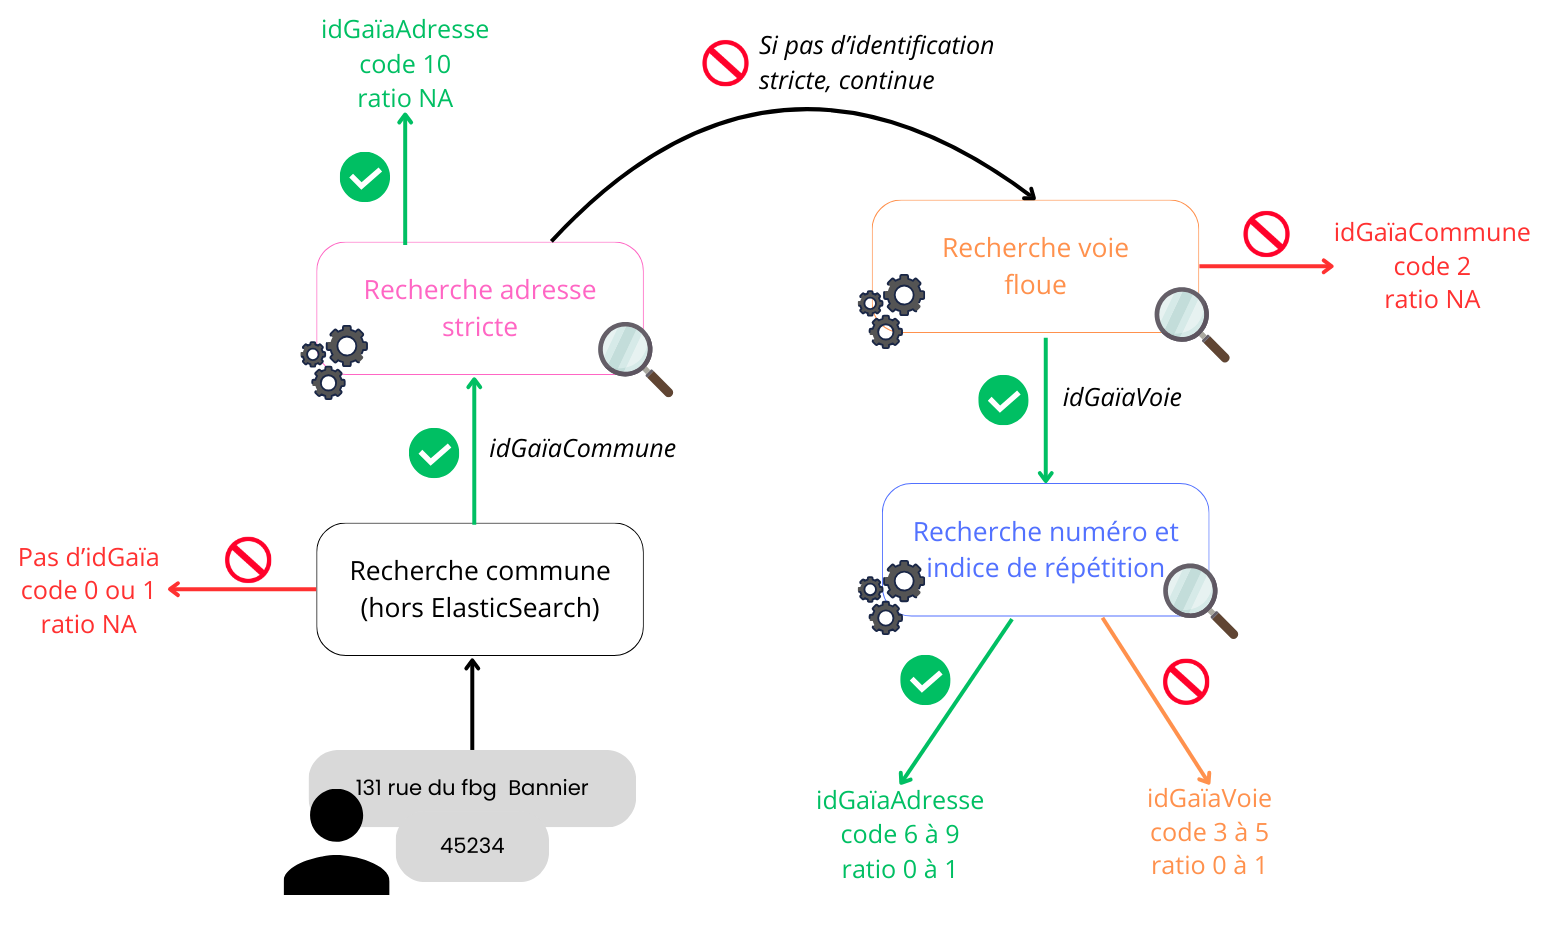 idGaïaAdresse
code 10
ratio NA
Si pas d’identification
stricte, continue
Recherche adresse
stricte
Recherche voie
floue
idGaïaCommune
code 2
ratio NA
idGaïaCommune
idGaïaVoie
Pas d’idGaïa
code 0 ou 1
ratio NA
Recherche commune
(hors ElasticSearch)
Recherche numéro et
indice de répétition
131 rue du fbg  Bannier
45234
idGaïaAdresse
code 6 à 9
ratio 0 à 1
idGaïaVoie
code 3 à 5
ratio 0 à 1